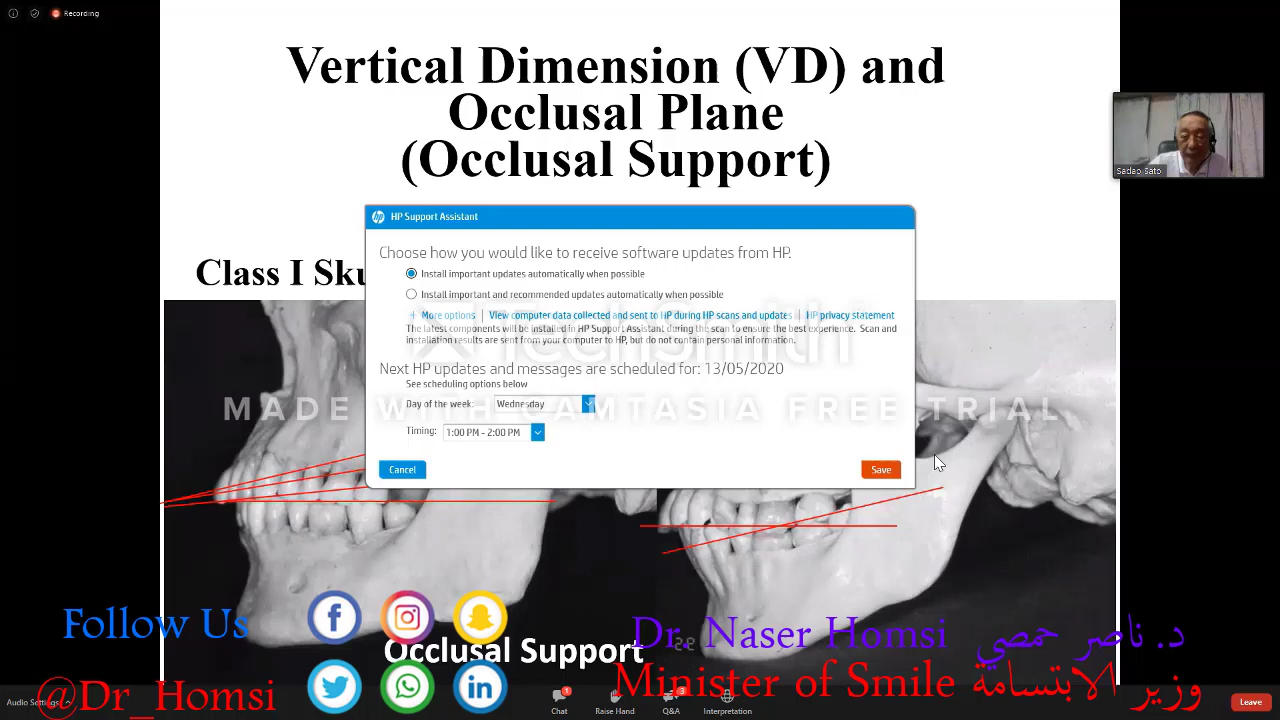 Recording
Vertical Dimension (VD) and
Occlusal Plane
(Occlusal Support)
Sadao Sato
HP Support Assistant
Choose how you would like to receive software updates from HP.
Class I Sku
Install important updates automatically when possible
Install important and recommended updates automatically when possible
+ More options | View computer data collected and sent to HP during HP scans and updates | HP privacy statement
The latest components will be installed in HP Support Assistant during the scan to ensure the best experience. Scan and
installation results are sent from your computer to HP, but do not contain personal information.
TechSmith
Next HP updates and messages are scheduled for: 13/05/2020
See scheduling options below
Day of the week: Wednesday
MADE WITH CAMTASIA FREE TRIAL
Timing: 1:00 PM - 2:00 PM
Cancel
Save
Follow Us
Occlusal Support
Dr. Naser Homsi د. ناصر حمصي
@Dr_Homsi
Minister of Smile وزير الابتسامة
Audio Settings
1
3
Chat
Raise Hand
Q&A
Interpretation
Leave